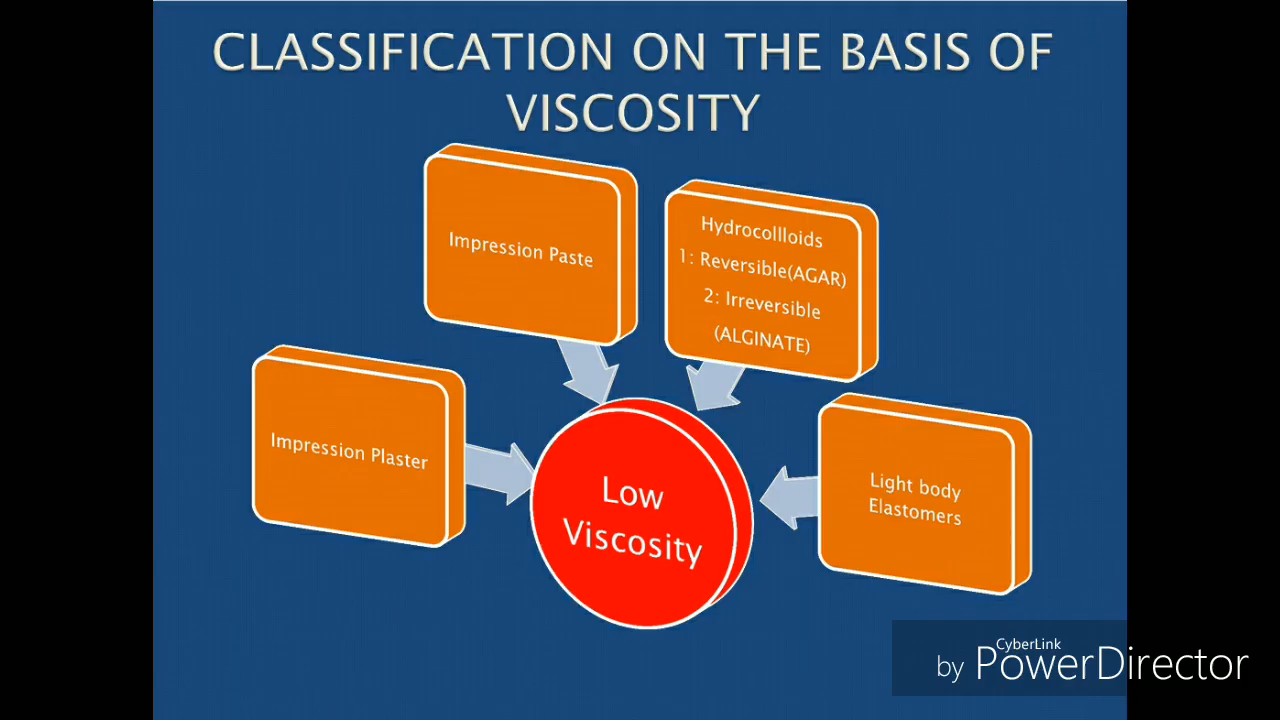 CLASSIFICATION ON THE BASIS OF
VISCOSITY
Impression Paste
Hydrocollloids
1: Reversible(AGAR)
2: Irreversible
(ALGINATE)
Impression Plaster
Light body
Elastomers
Low
Viscosity
CyberLink
by PowerDirector